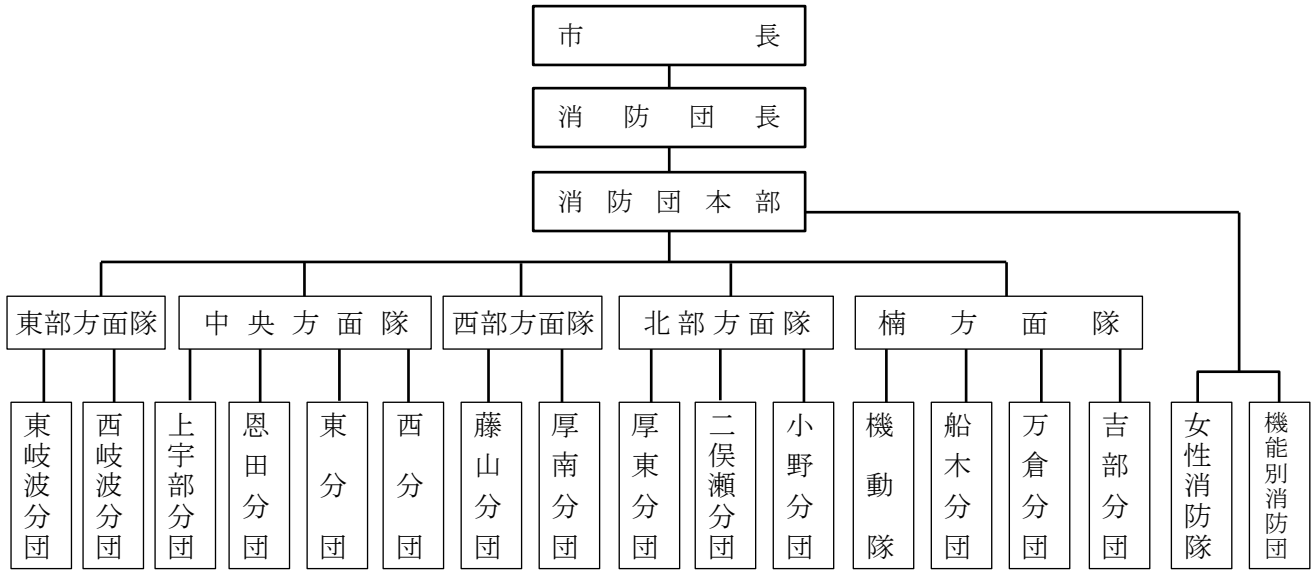 市長
消防団長
消防団本部
東部方面隊
中央方面隊
西部方面隊
北部方面隊
楠方面隊
東岐波分団
西岐波分団
上宇部分団
恩田分団
東分団
西分団
藤山分団
厚南分団
厚東分団
二俣瀬分団
小野分団
機動隊
船木分団
万倉分団
吉部分団
女性消防隊
機能別消防団